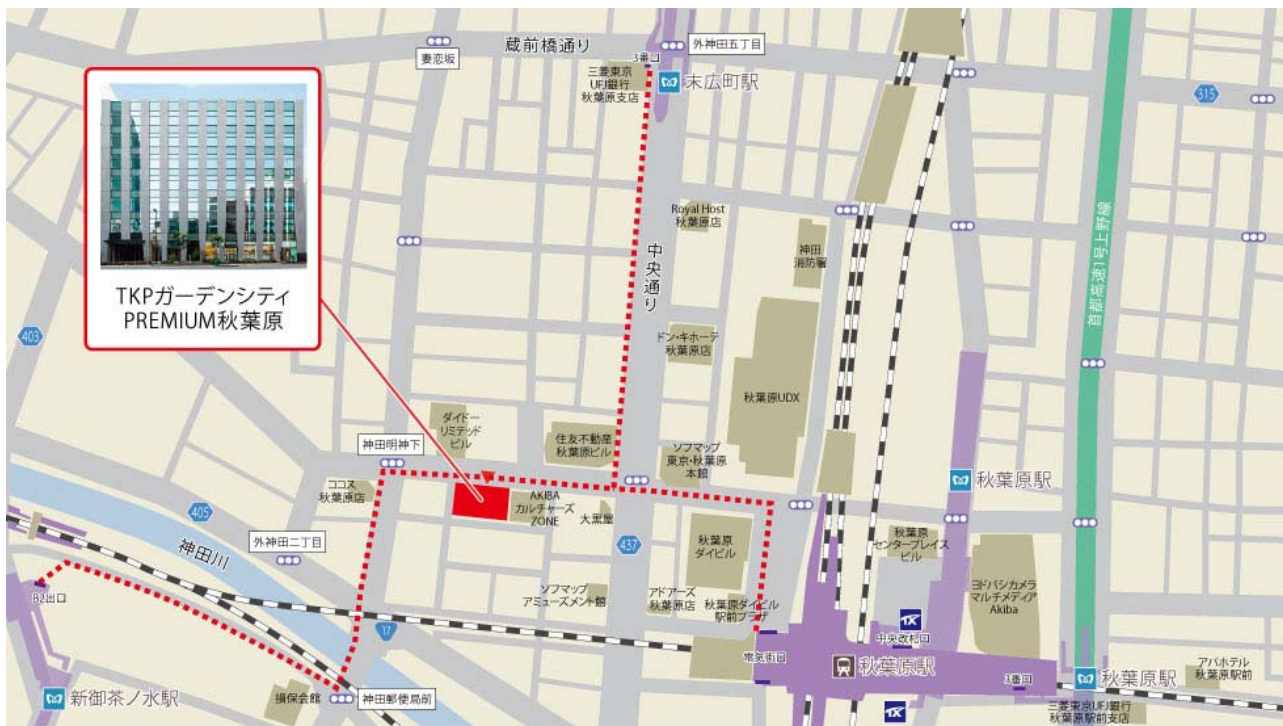 蔵前橋通り
外神田五丁目
妻恋坂
3番口
三菱東京
UFJ銀行
秋葉原支店
末広町駅
315
TKPガーデンシティ
PREMIUM秋葉原
Royal Host
秋葉原店
中央通り
神田
消防署
首都高速1号上野線
403
ドン・キホーテ
秋葉原店
秋葉原UDX
ダイドー
リミテッド
ビル
住友不動産
秋葉原ビル
ソフマップ
東京・秋葉原
本館
神田明神下
ココス
秋葉原店
AKIBA
カルチャーズ
ZONE
大黒屋
秋葉原駅
405
神田川
外神田二丁目
437
秋葉原
ダイビル
秋葉原
センタープレイス
ビル
ヨドバシカメラ
マルチメディア
Akiba
B2出口
ソフマップ
アミューズメント館
アドアーズ
秋葉原店
秋葉原ダイビル
駅前プラザ
17
電気街口
中央改札口
秋葉原駅
3番口
秋葉原駅
アパホテル
秋葉原駅前
新御茶ノ水駅
損保会館
神田郵便局前
三菱東京UFJ銀行
秋葉原駅前支店